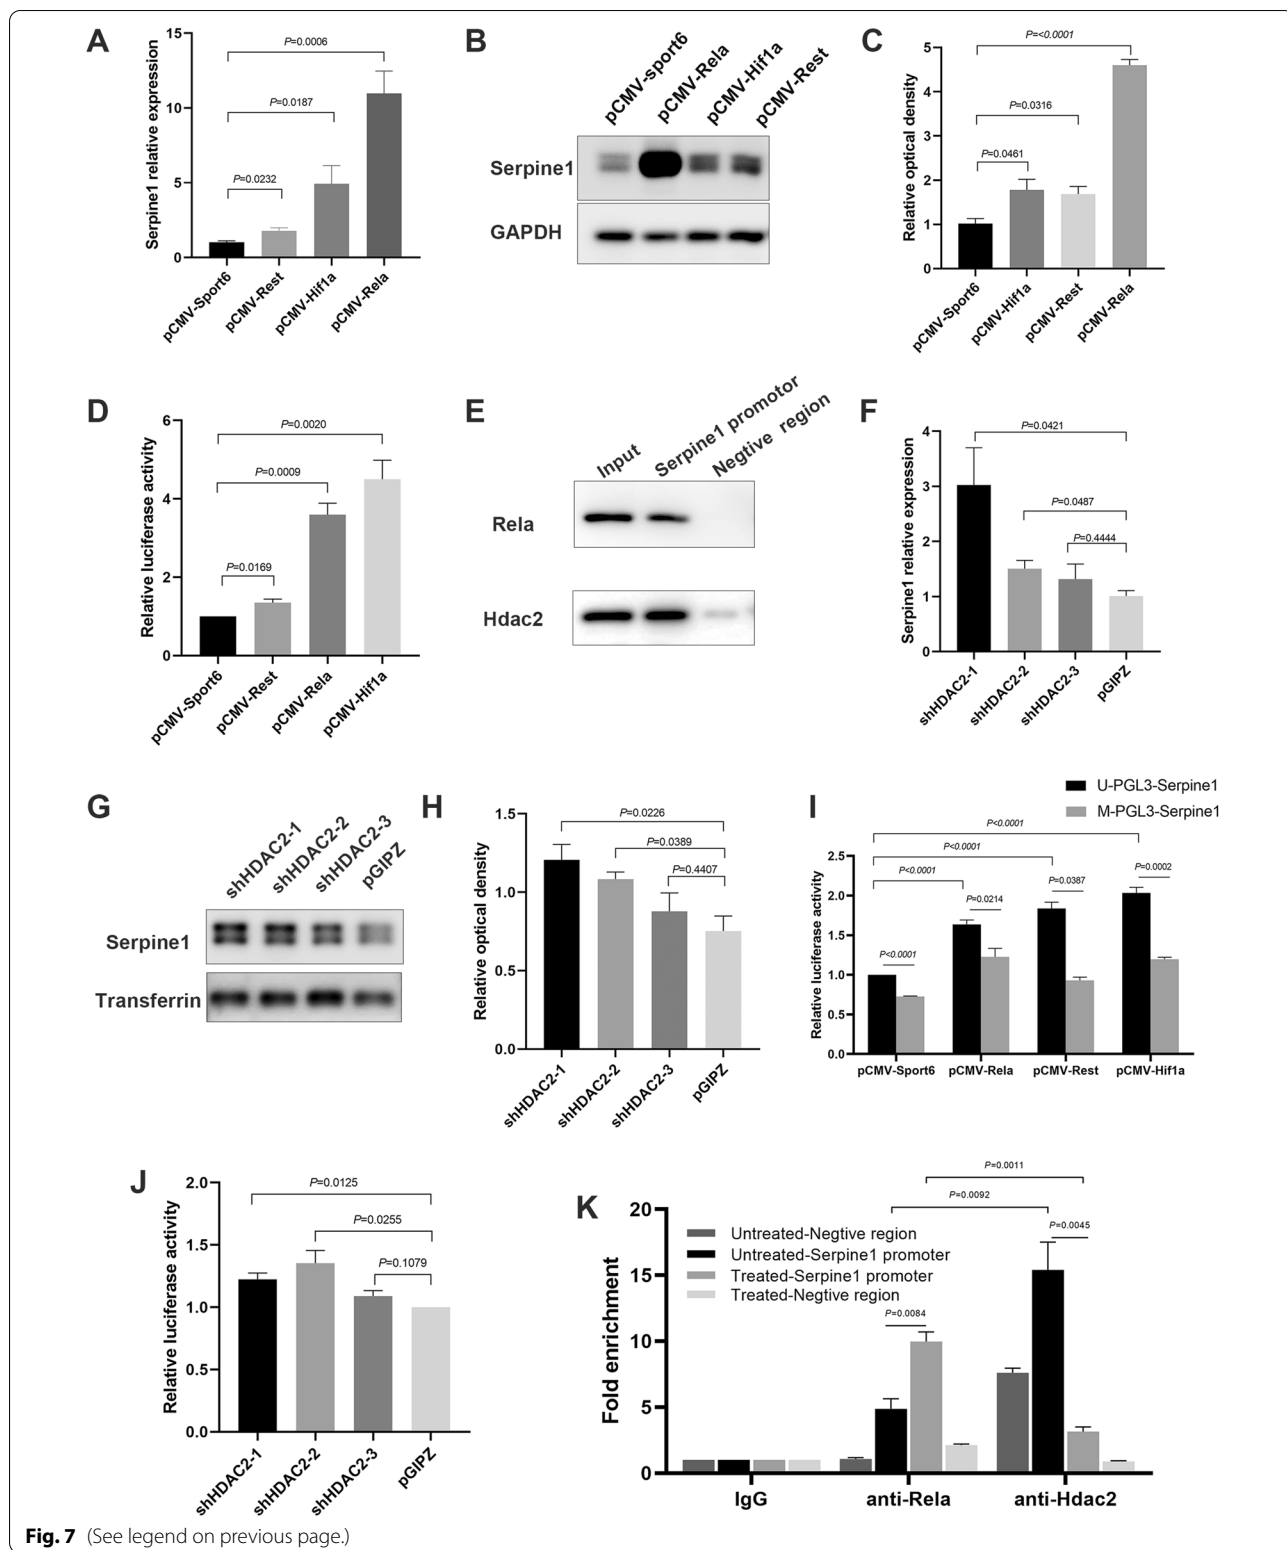 A
Serpine1 relative expression
15
10
5
0
P=0.0006
P=0.0187
P=0.0232
pCMV-Sport6
pCMV-Rest
pCMV-Hif1a
pCMV-Rela
B
pCMV-sport6
pCMV-Rela
pCMV-Hif1a
pCMV-Rest
Serpine1
GAPDH
C
Relative optical density
5
4
3
2
1
0
P=<0.0001
P=0.0316
P=0.0461
pCMV-Sport6
pCMV-Hif1a
pCMV-Rest
pCMV-Rela
D
Relative luciferase activity
6
4
2
0
P=0.0020
P=0.0009
P=0.0169
pCMV-Sport6
pCMV-Rest
pCMV-Rela
pCMV-Hif1a
E
Input
Serpine1 promotor
Negtive region
Rela
Hdac2
F
Serpine1 relative expression
4
3
2
1
0
P=0.0421
P=0.0487
P=0.4444
shHDAC2-1
shHDAC2-2
shHDAC2-3
pGIPZ
G
shHDAC2-1
shHDAC2-2
shHDAC2-3
pGIPZ
Serpine1
Transferrin
H
Relative optical density
1.5
1.0
0.5
0.0
P=0.0226
P=0.0389
P=0.4407
shHDAC2-1
shHDAC2-2
shHDAC2-3
pGIPZ
I
U-PGL3-Serpine1
M-PGL3-Serpine1
Relative luciferase activity
2.5
2.0
1.5
1.0
0.5
0.0
P<0.0001
P<0.0001
P<0.0001
P<0.0001
P=0.0214
P=0.0387
P=0.0002
pCMV-Sport6
pCMV-Rela
pCMV-Rest
pCMV-Hif1a
J
Relative luciferase activity
2.0
1.5
1.0
0.5
0.0
P=0.0125
P=0.0255
P=0.1079
shHDAC2-1
shHDAC2-2
shHDAC2-3
pGIPZ
K
Fold enrichment
20
15
10
5
0
P=0.0011
P=0.0092
P=0.0045
P=0.0084
Untreated-Negtive region
Untreated-Serpine1 promoter
Treated-Serpine1 promoter
Treated-Negtive region
IgG
anti-Rela
anti-Hdac2
Fig. 7 (See legend on previous page.)